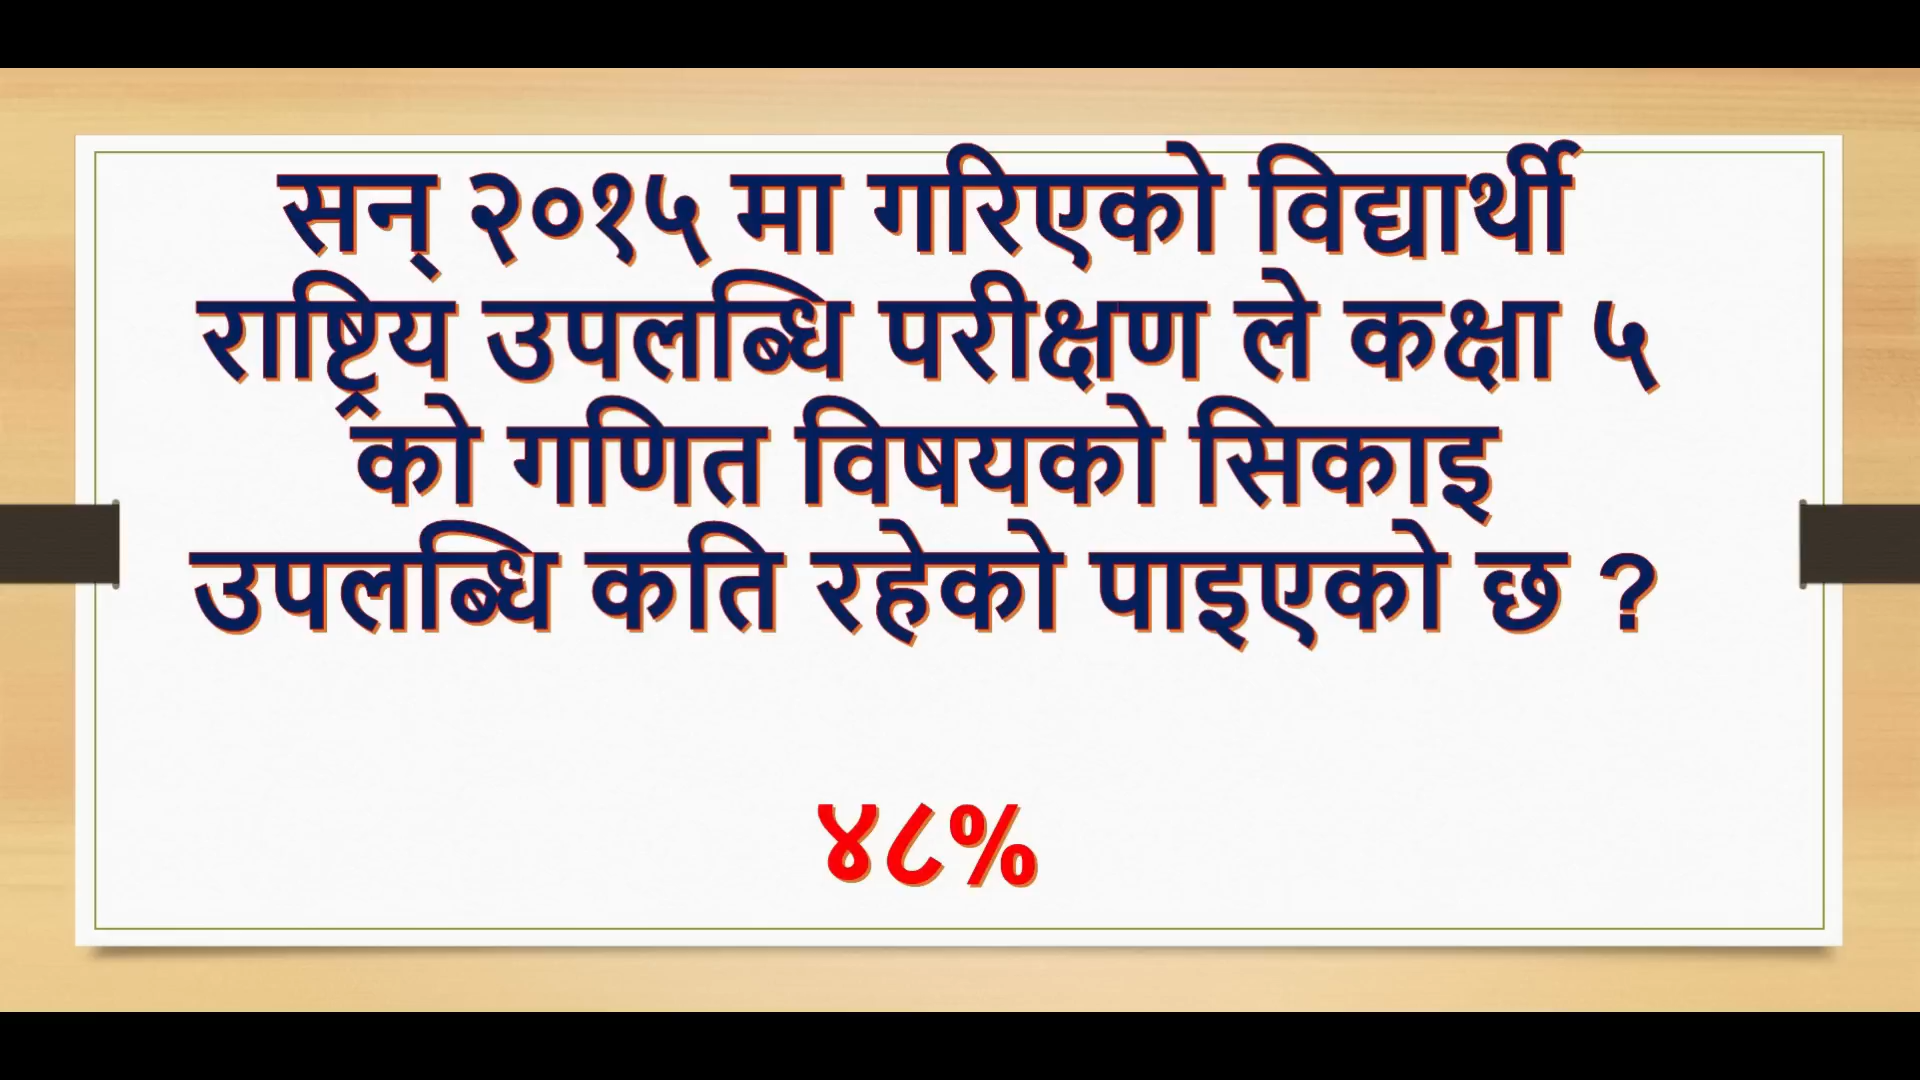 सन् २०१५ मा गरिएको विद्यार्थी
राष्ट्रिय उपलब्धि परीक्षण ले कक्षा ५
को गणित विषयको सिकाइ
उपलब्धि कति रहेको पाइएको छ ?
४८%